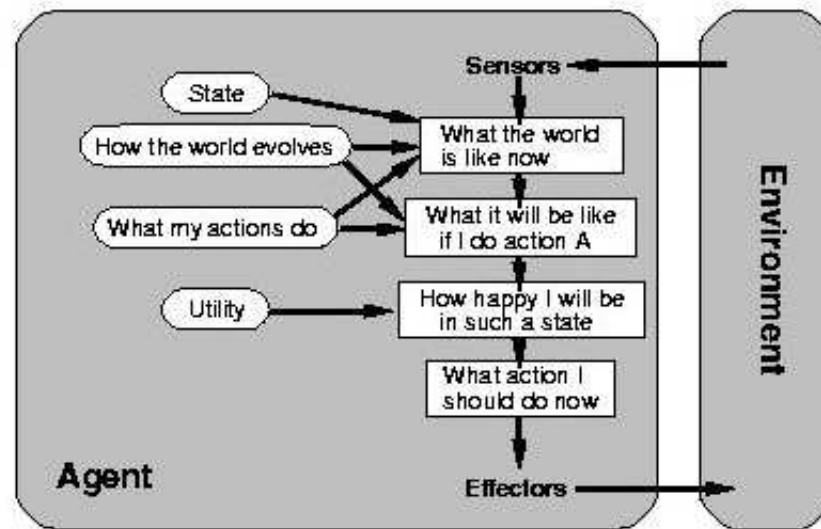 Sensors
State
How the world evolves
What the world
is like now
What my actions do
What it will be like
if I do action A
Utility
How happy I will be
in such a state
What action I
should do now
Agent
Effectors
Environment